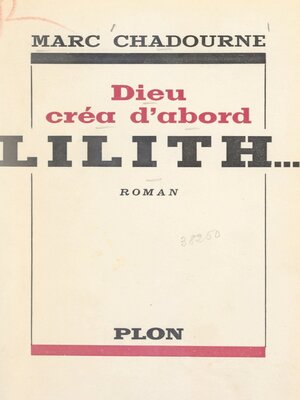 MARC CHADOURNE
Dieu
créa d'abord
LILITH...
ROMAN
38250
PLON